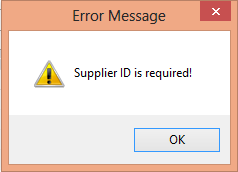 Error Message
Supplier ID is required!
OK